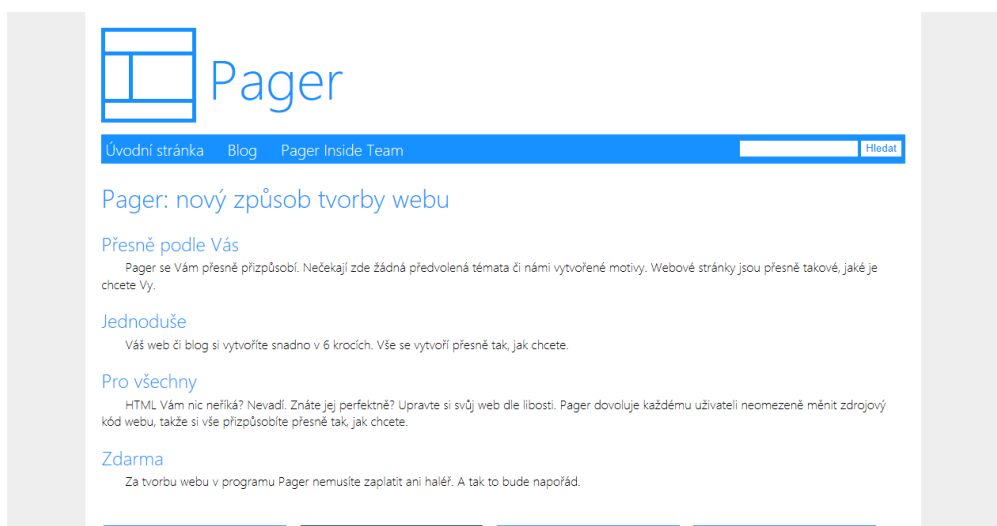 Pager
Úvodní stránka Blog Pager Inside Team Hledat
Pager: nový způsob tvorby webu
Přesně podle Vás
Pager se Vám přesně přizpůsobí. Nečekají zde žádná předvolená témata či námi vytvořené motivy. Webové stránky jsou přesně takové, jaké je
chcete Vy.
Jednoduše
Váš web či blog si vytvoříte snadno v 6 krocích. Vše se vytvoří přesně tak, jak chcete.
Pro všechny
HTML Vám nic neříká? Nevadí. Znáte jej perfektně? Upravte si svůj web dle libosti. Pager dovoluje každému uživateli neomezeně měnit zdrojový
kód webu, takže si vše přizpůsobíte přesně tak, jak chcete.
Zdarma
Za tvorbu webu v programu Pager nemusíte zaplatit ani haléř. A tak to bude napořád.